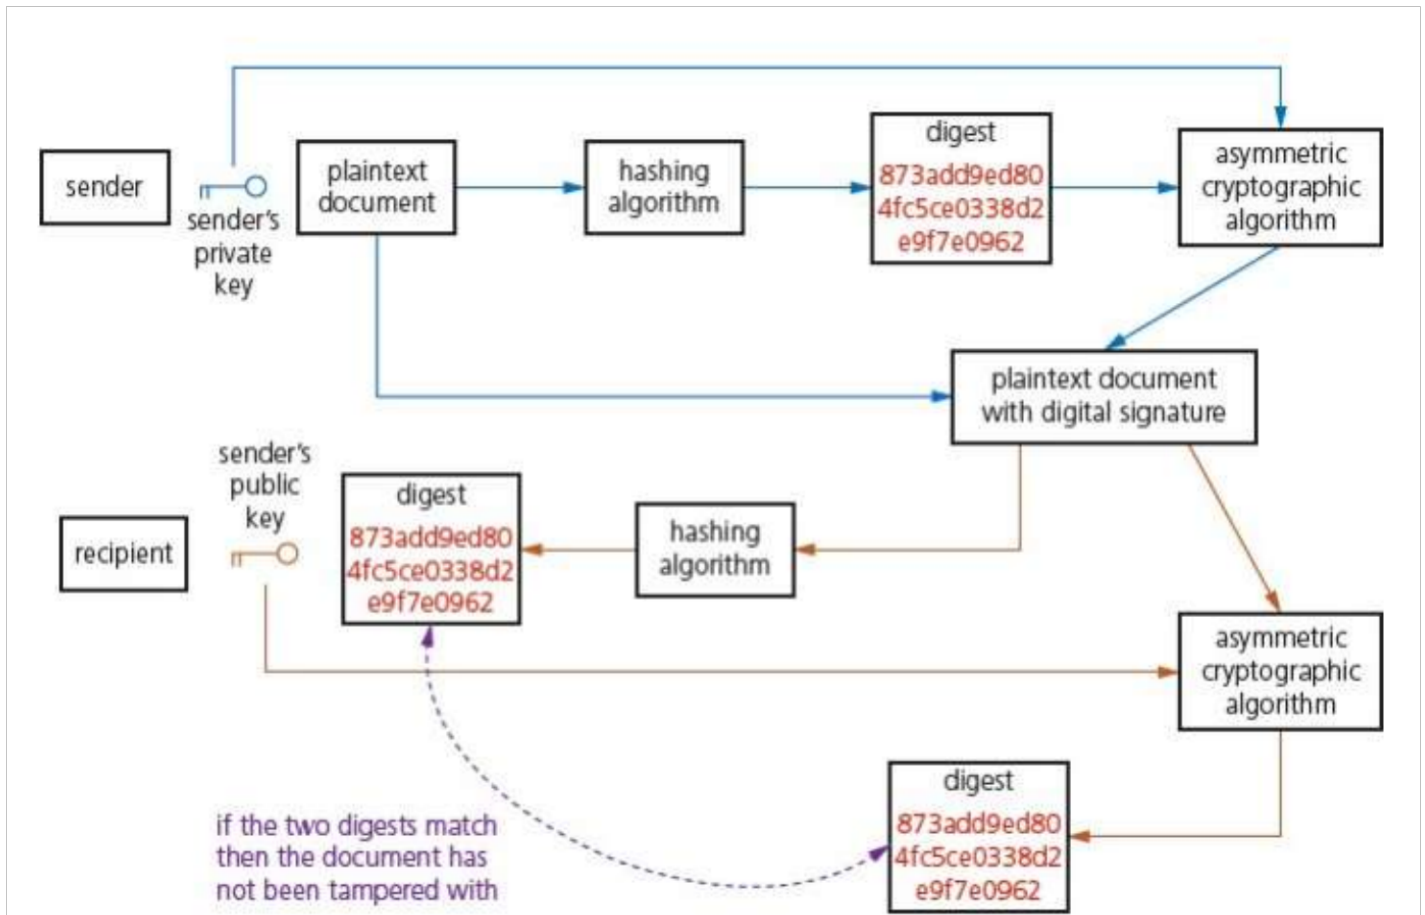 sender
sender's
private
key
plaintext
document
hashing
algorithm
digest
873add9ed80
4fc5ce0338d2
e9f7e0962
asymmetric
cryptographic
algorithm
plaintext document
with digital signature
recipient
sender's
public
key
digest
873add9ed80
4fc5ce0338d2
e9f7e0962
hashing
algorithm
asymmetric
cryptographic
algorithm
digest
873add9ed80
4fc5ce0338d2
e9f7e0962
if the two digests match
then the document has
not been tampered with